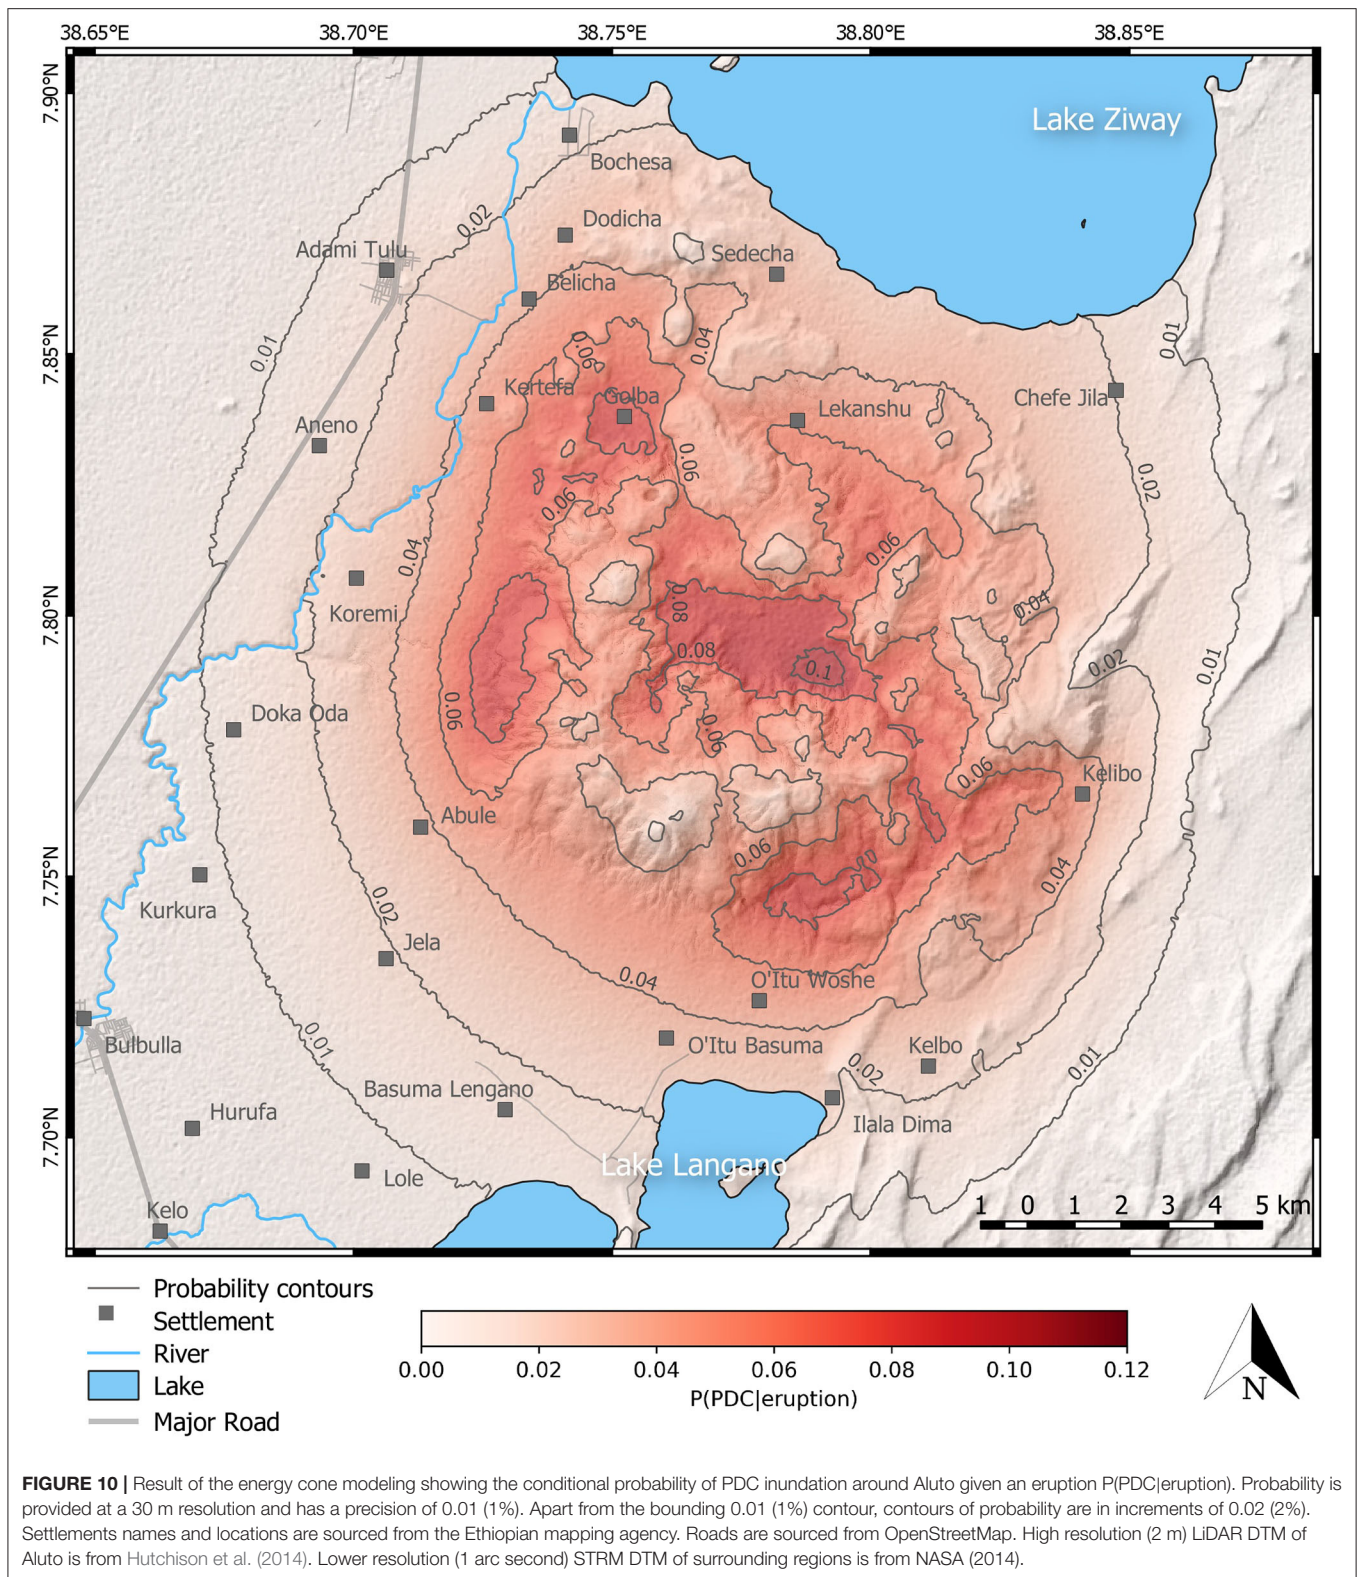 38.65°E 38.70°E 38.75°E 38.80°E 38.85°E
7.90°N
Lake Ziway
Bochesa
Dodicha
0.02
Adami Tulu
Sedecha
Belicha
7.85°N
0.01
0.06
0.04
0.01
Kertefa
Golba
Chefe Jila
Lekanshu
Aneno
0.06
0.02
0.06
0.04
0.06
7.80°N
Koremi
0.08
0.04
0.08
0.1
0.02
0.01
0.06
Doka Oda
0.06
0.06
Kelibo
Abule
0.06
7.75°N
0.04
Kurkura
0.02
Jela
0.04
O'Itu Woshe
Bulbulla
0.01
O'Itu Basuma
Kelbo
0.02
0.01
Basuma Lengano
Hurufa
Ilala Dima
7.70°N
Lake Langano
Lole
Kelo
1 0 1 2 3 4 5 km
Probability contours
Settlement
River
Lake
Major Road
0.00 0.02 0.04 0.06 0.08 0.10 0.12
P(PDC|eruption)
N
FIGURE 10 | Result of the energy cone modeling showing the conditional probability of PDC inundation around Aluto given an eruption P(PDC|eruption). Probability is
provided at a 30 m resolution and has a precision of 0.01 (1%). Apart from the bounding 0.01 (1%) contour, contours of probability are in increments of 0.02 (2%).
Settlements names and locations are sourced from the Ethiopian mapping agency. Roads are sourced from OpenStreetMap. High resolution (2 m) LiDAR DTM of
Aluto is from Hutchison et al. (2014). Lower resolution (1 arc second) STRM DTM of surrounding regions is from NASA (2014).